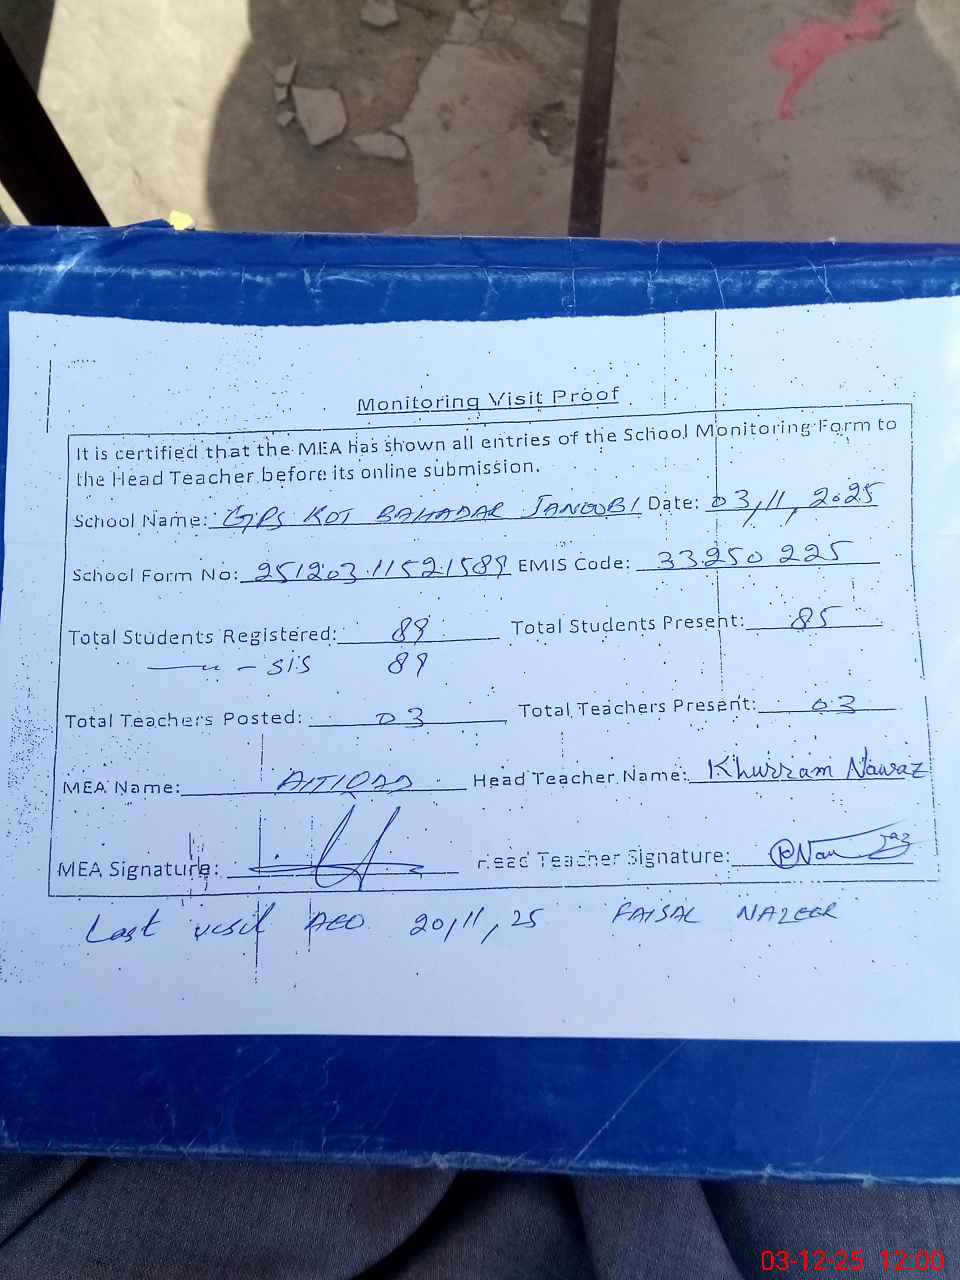 Monitoring Visit Proof
It is certified that the MEA has shown all entries of the School Monitoring Form to
the Head Teacher before its online submission.
School Name: GPS KOT BAHADAR JANOOBI Date: 03,11,2025
School Form No: 25120311521589 EMIS Code: 33250225
Total Students Registered: 89 Total Students Present: 85
—〃— SIS 89
Total Teachers Posted: 03 Total Teachers Present: 03
MEA Name: Head Teacher Name: Khurram Nawaz
MEA Signature: Head Teacher Signature:
Last visit AEO 20,11,25 FAISAL NAZEER
03-12-25 12:00